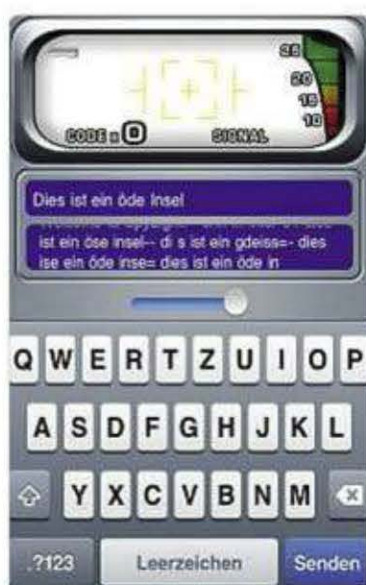 25
20
15
10
CODE = 0 SIGNAL
Dies ist ein öde Insel
ist ein öse insel-- di s ist ein gdeiss=- dies
ise ein öde inse= dies ist ein öde in
Q W E R T Z U I O P
A S D F G H J K L
Y X C V B N M
.?123 Leerzeichen Senden